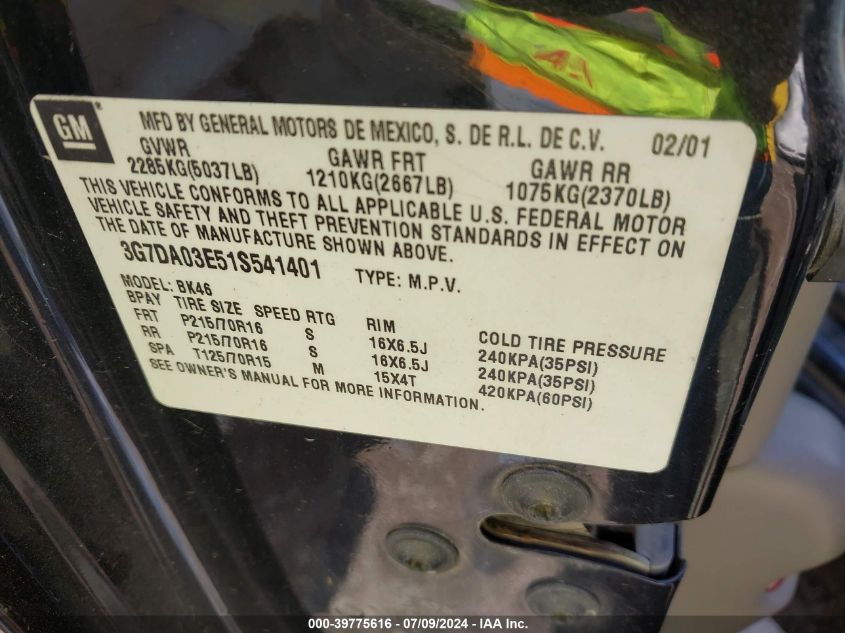 GM
MFD BY GENERAL MOTORS DE MEXICO, S. DE R.L. DE C.V. 02/01
GVWR GAWR FRT GAWR RR
2285KG(5037LB) 1210KG(2667LB) 1075KG(2370LB)
THIS VEHICLE CONFORMS TO ALL APPLICABLE U.S. FEDERAL MOTOR
VEHICLE SAFETY AND THEFT PREVENTION STANDARDS IN EFFECT ON
THE DATE OF MANUFACTURE SHOWN ABOVE.
3G7DA03E51S541401 TYPE: M.P.V.
MODEL: BK46
BPAY TIRE SIZE SPEED RTG RIM COLD TIRE PRESSURE
FRT P215/70R16 S 16X6.5J 240KPA(35PSI)
RR P215/70R16 S 16X6.5J 240KPA(35PSI)
SPA T125/70R15 M 15X4T 420KPA(60PSI)
SEE OWNER'S MANUAL FOR MORE INFORMATION.
000-39775616 / 07/09/2024 - IAA Inc.